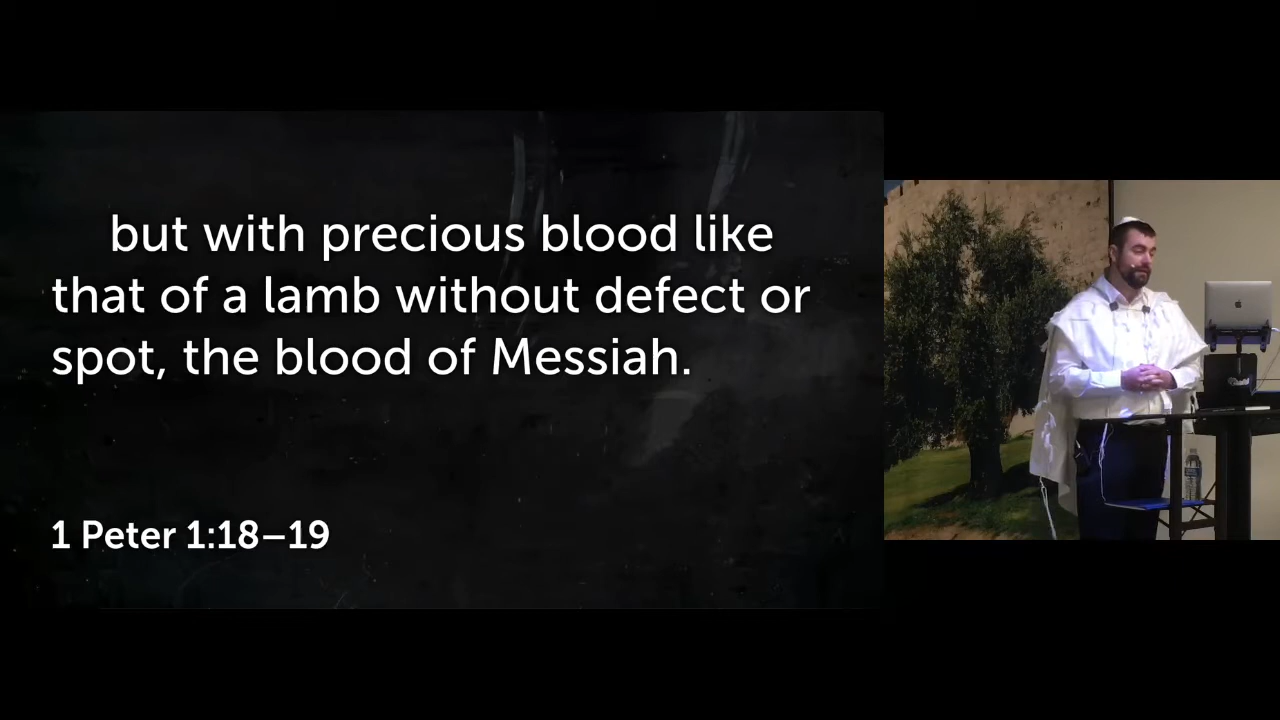 but with precious blood like
that of a lamb without defect or
spot, the blood of Messiah.
1 Peter 1:18–19